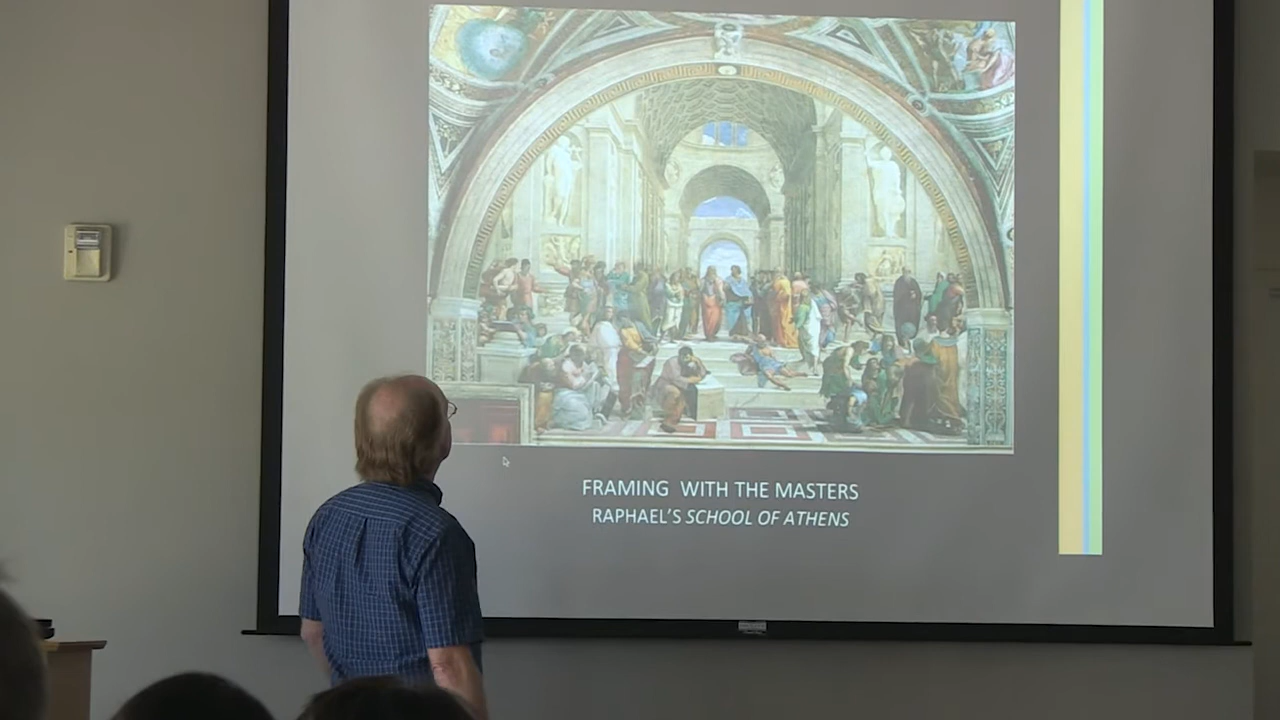 FRAMING WITH THE MASTERS
RAPHAEL'S SCHOOL OF ATHENS